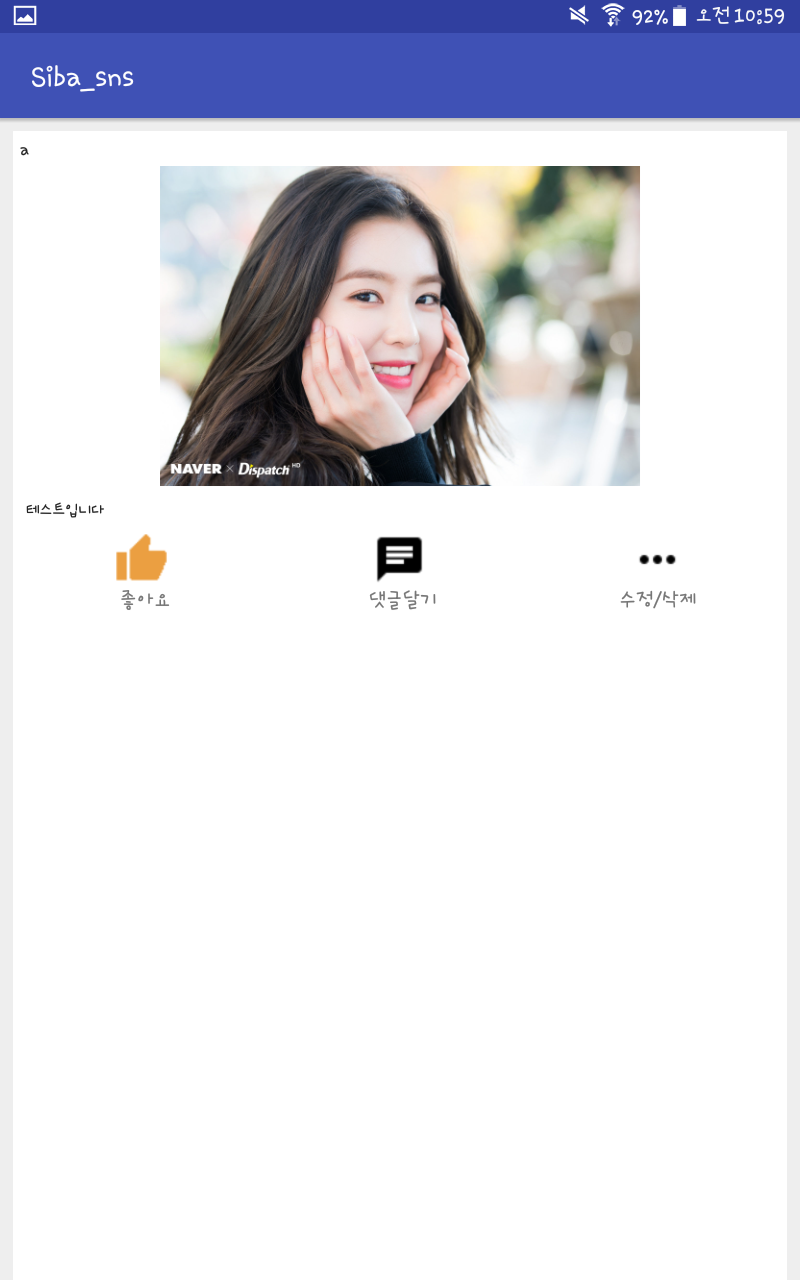 92% 오전 10:59
Siba_sns
a
NAVER × Dispatch HD
테스트입니다
좋아요 댓글달기 수정/삭제